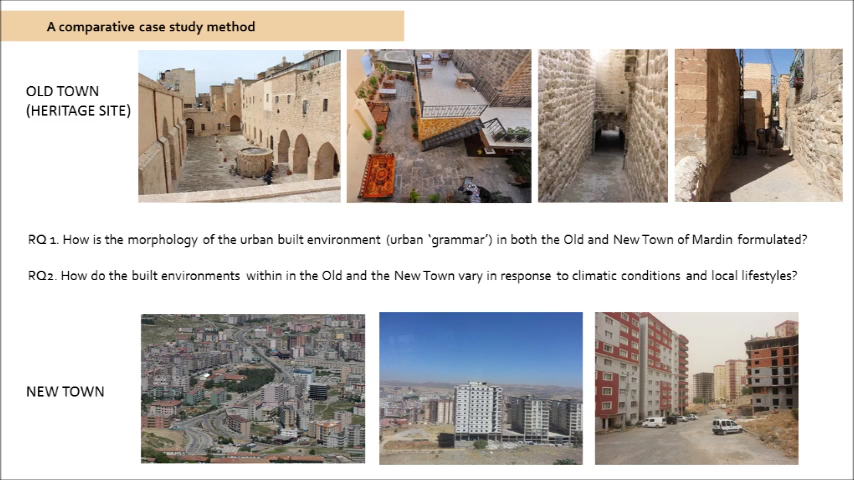 A comparative case study method
OLD TOWN
(HERITAGE SITE)
RQ 1. How is the morphology of the urban built environment (urban ‘grammar’) in both the Old and New Town of Mardin formulated?
RQ2. How do the built environments within in the Old and the New Town vary in response to climatic conditions and local lifestyles?
NEW TOWN